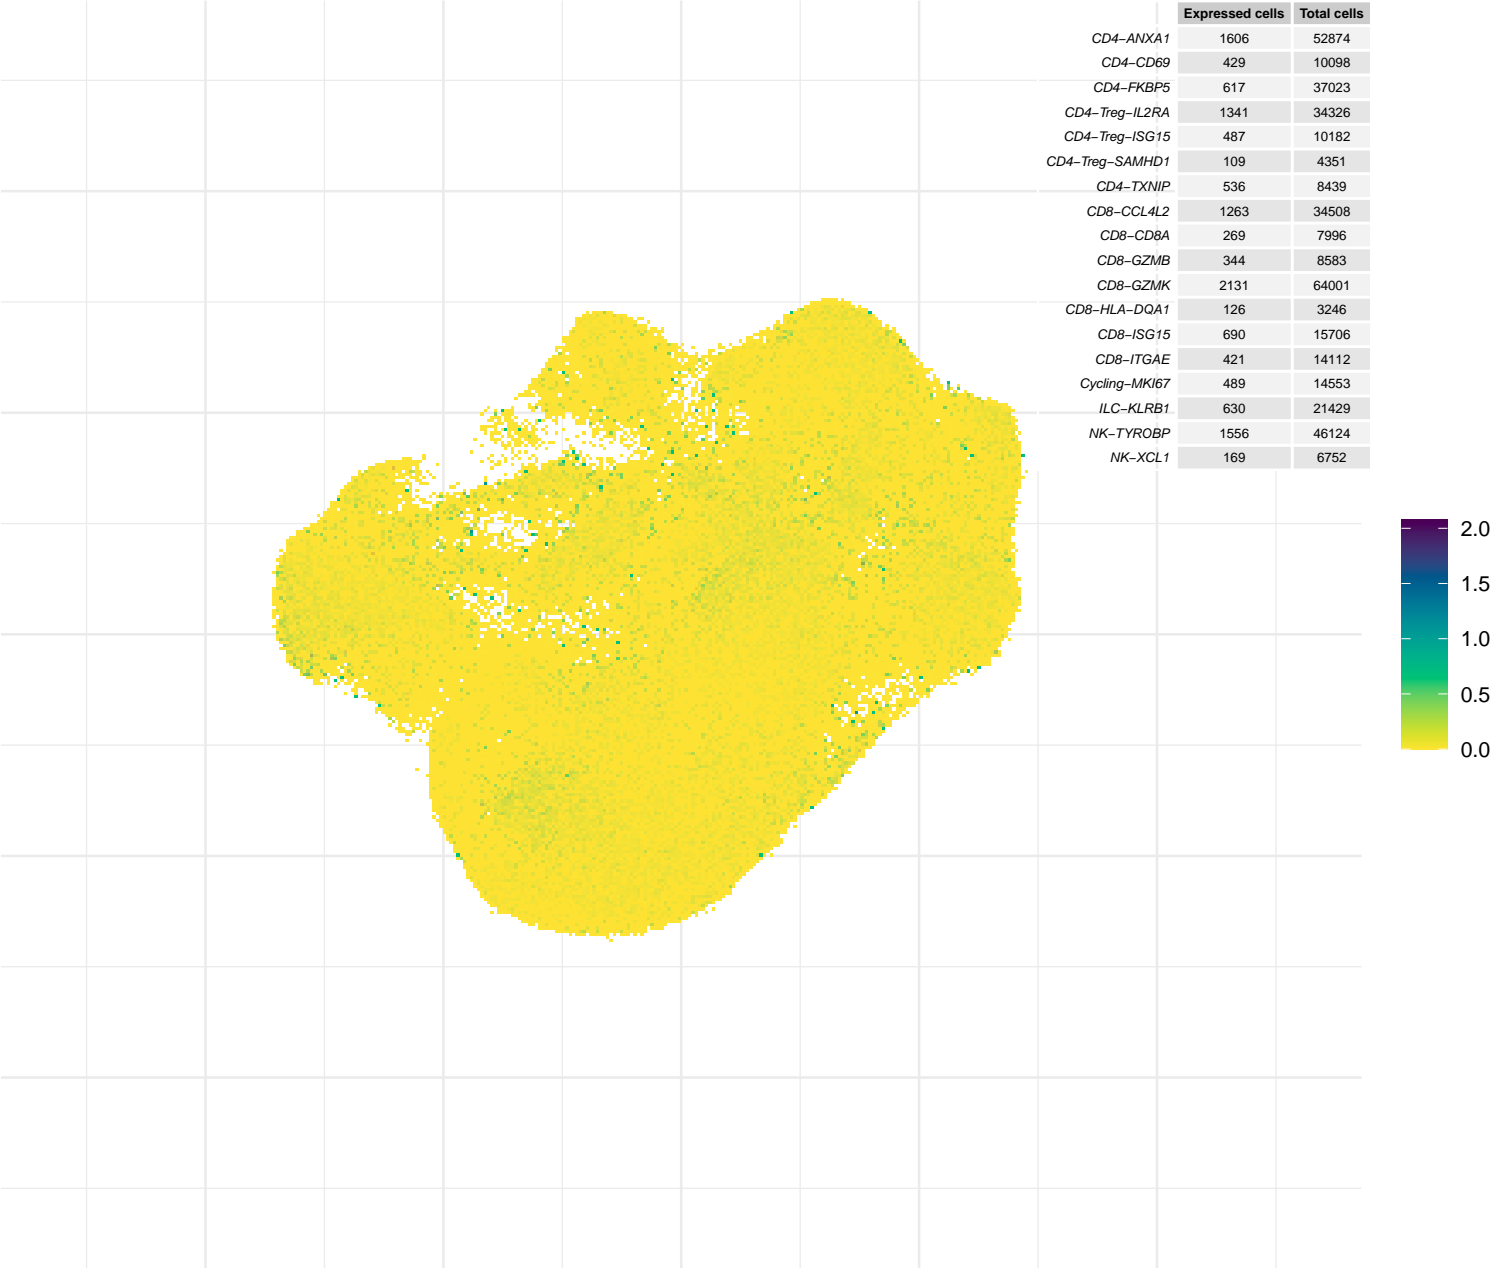 Expressed cells Total cells
CD4−ANXA1 1606 52874
CD4−CD69 429 10098
CD4−FKBP5 617 37023
CD4−Treg−IL2RA 1341 34326
CD4−Treg−ISG15 487 10182
CD4−Treg−SAMHD1 109 4351
CD4−TXNIP 536 8439
CD8−CCL4L2 1263 34508
CD8−CD8A 269 7996
CD8−GZMB 344 8583
CD8−GZMK 2131 64001
CD8−HLA−DQA1 126 3246
CD8−ISG15 690 15706
CD8−ITGAE 421 14112
Cycling−MKI67 489 14553
ILC−KLRB1 630 21429
NK−TYROBP 1556 46124
NK−XCL1 169 6752
2.0
1.5
1.0
0.5
0.0